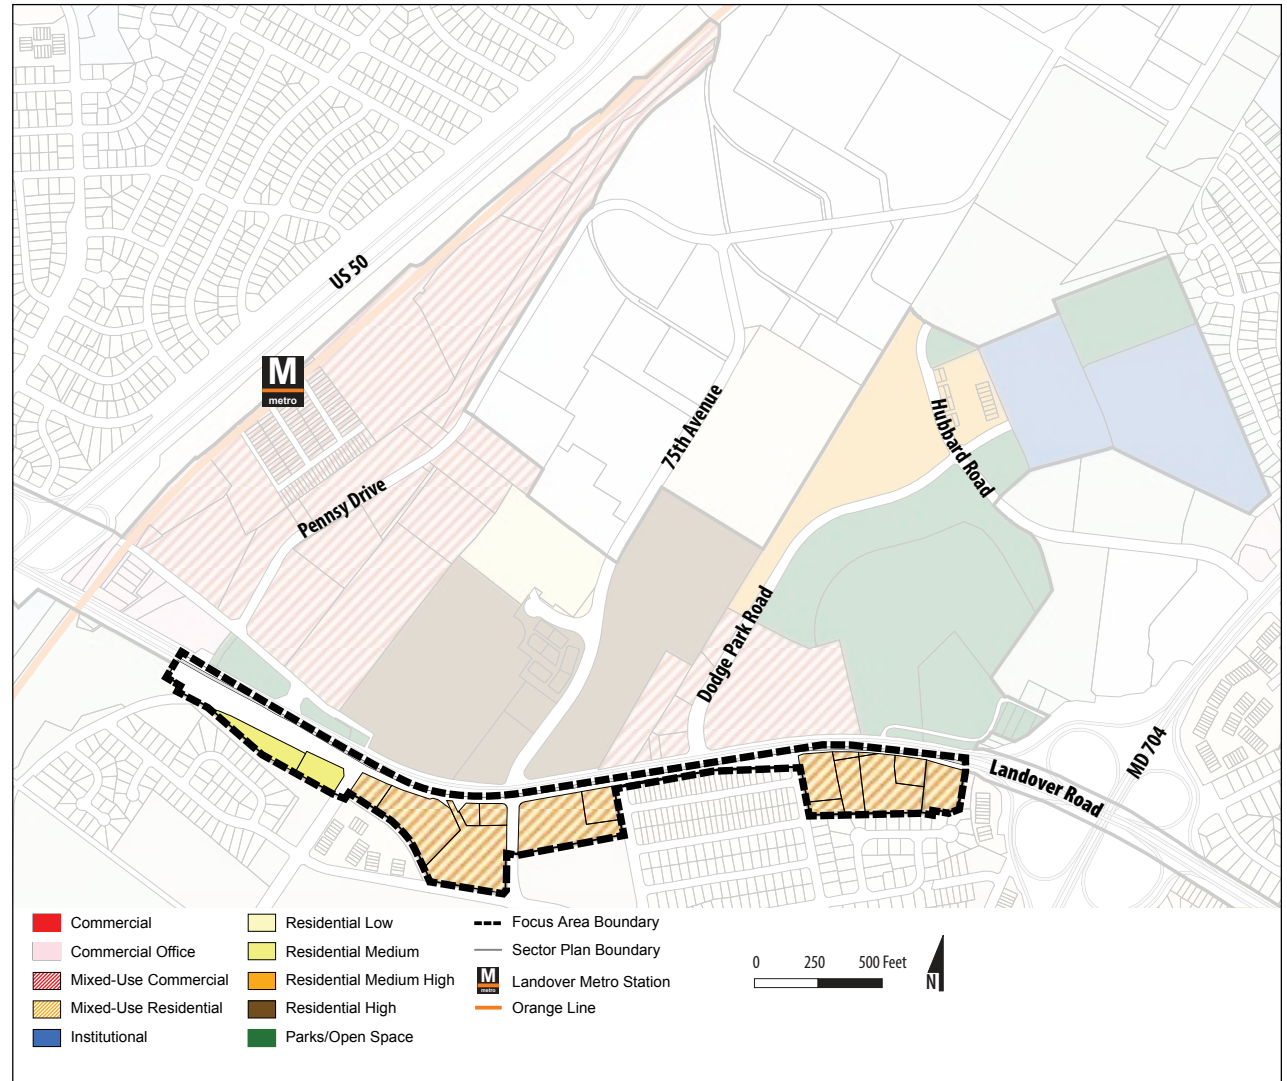 US 50
M
metro
75th Avenue
Hubbard Road
Pennsy Drive
Dodge Park Road
MD 704
Landover Road
Commercial
Commercial Office
Mixed-Use Commercial
Mixed-Use Residential
Institutional
Residential Low
Residential Medium
Residential Medium High
Residential High
Parks/Open Space
Focus Area Boundary
Sector Plan Boundary
M
metro
Landover Metro Station
Orange Line
0 250 500 Feet
N